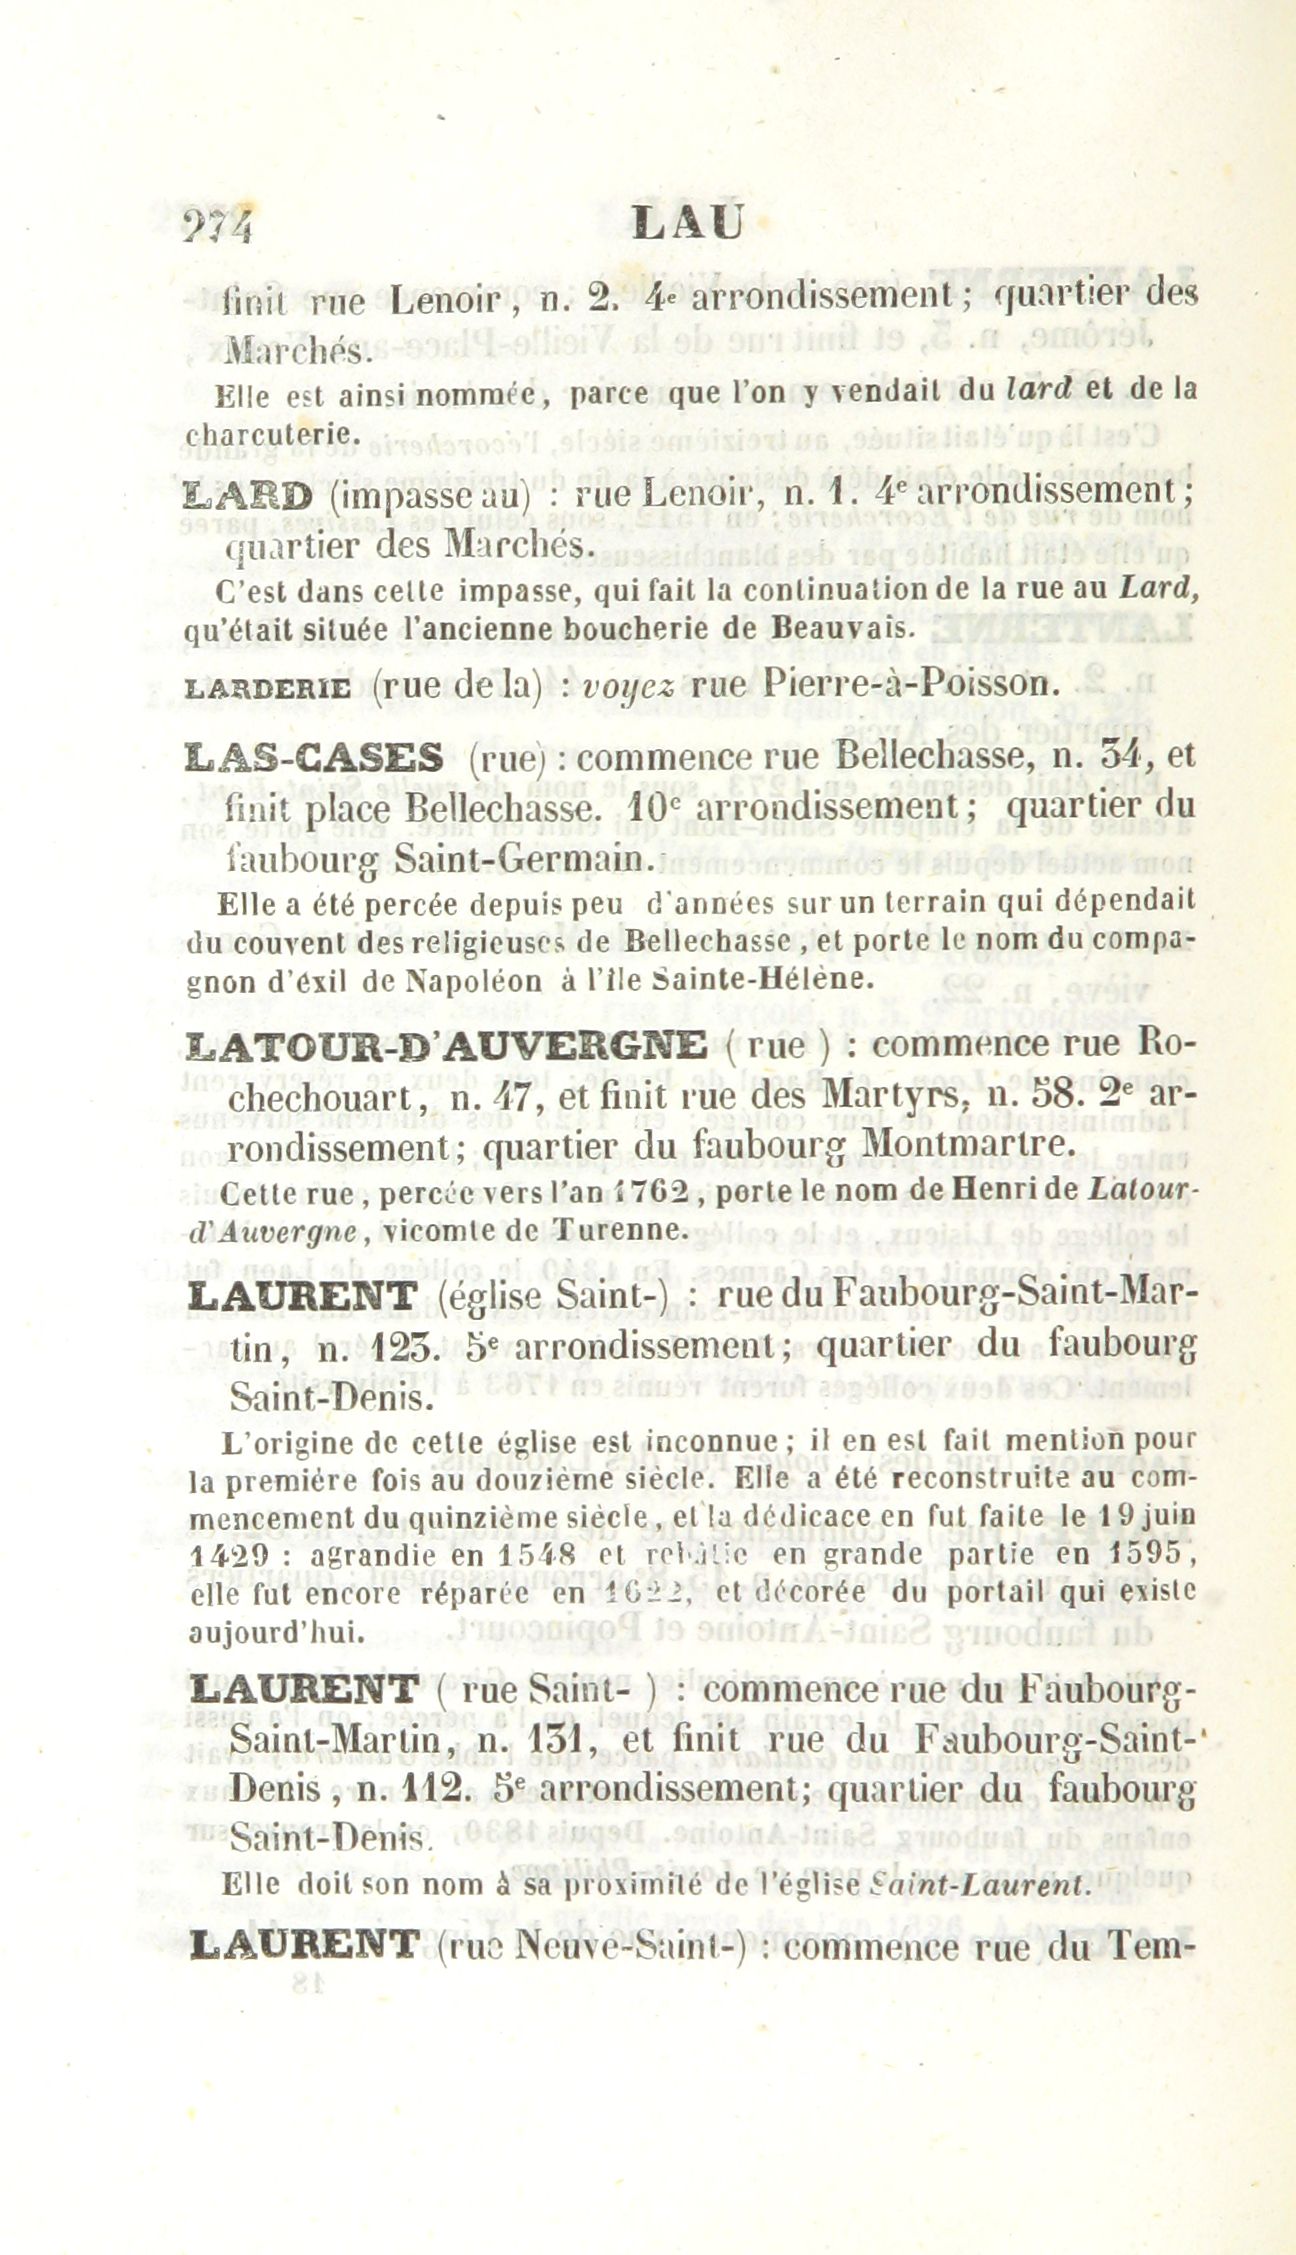 274 LAU
finit rue Lenoir, n. 2. 4e arrondissement; quartier des
Marchés.
Elle est ainsi nommée, parce que l'on y vendait du lard et de la
charcuterie.
LARD (impasse au) : rue Lenoir, n. 1. 4e arrondissement;
quartier des Marchés.
C'est dans cette impasse, qui fait la continuation de la rue au Lard,
qu'était située l'ancienne boucherie de Beauvais.
LARDERIE (rue de la) : voyez rue Pierre-à-Poisson.
LAS-CASES (rue) : commence rue Bellechasse, n. 34, et
finit place Bellechasse. 10e arrondissement; quartier du
faubourg Saint-Germain.
Elle a été percée depuis peu d'années sur un terrain qui dépendait
du couvent des religieuses de Bellechasse, et porte le nom du compa-
gnon d'éxil de Napoléon à l'île Sainte-Hélène.
LATOUR-D'AUVERGNE ( rue ) : commence rue Ro-
chechouart, n. 47, et finit rue des Martyrs, n. 58. 2e ar-
rondissement; quartier du faubourg Montmartre.
Cette rue, percée vers l'an 1762, porte le nom de Henri de Latour-
d'Auvergne, vicomte de Turenne.
LAURENT (église Saint-) : rue du Faubourg-Saint-Mar-
tin, n. 123. 5e arrondissement; quartier du faubourg
Saint-Denis.
L'origine de cette église est inconnue; il en est fait mention pour
la première fois au douzième siècle. Elle a été reconstruite au com-
mencement du quinzième siècle, et la dédicace en fut faite le 19 juin
1429 : agrandie en 1548 et rebâtie en grande partie en 1595,
elle fut encore réparée en 1622, et décorée du portail qui existe
aujourd'hui.
LAURENT ( rue Saint- ) : commence rue du Faubourg-
Saint-Martin, n. 131, et finit rue du Faubourg-Saint-
Denis, n. 112. 5e arrondissement; quartier du faubourg
Saint-Denis.
Elle doit son nom à sa proximité de l'église Saint-Laurent.
LAURENT (rue Neuve-Saint-) : commence rue du Tem-